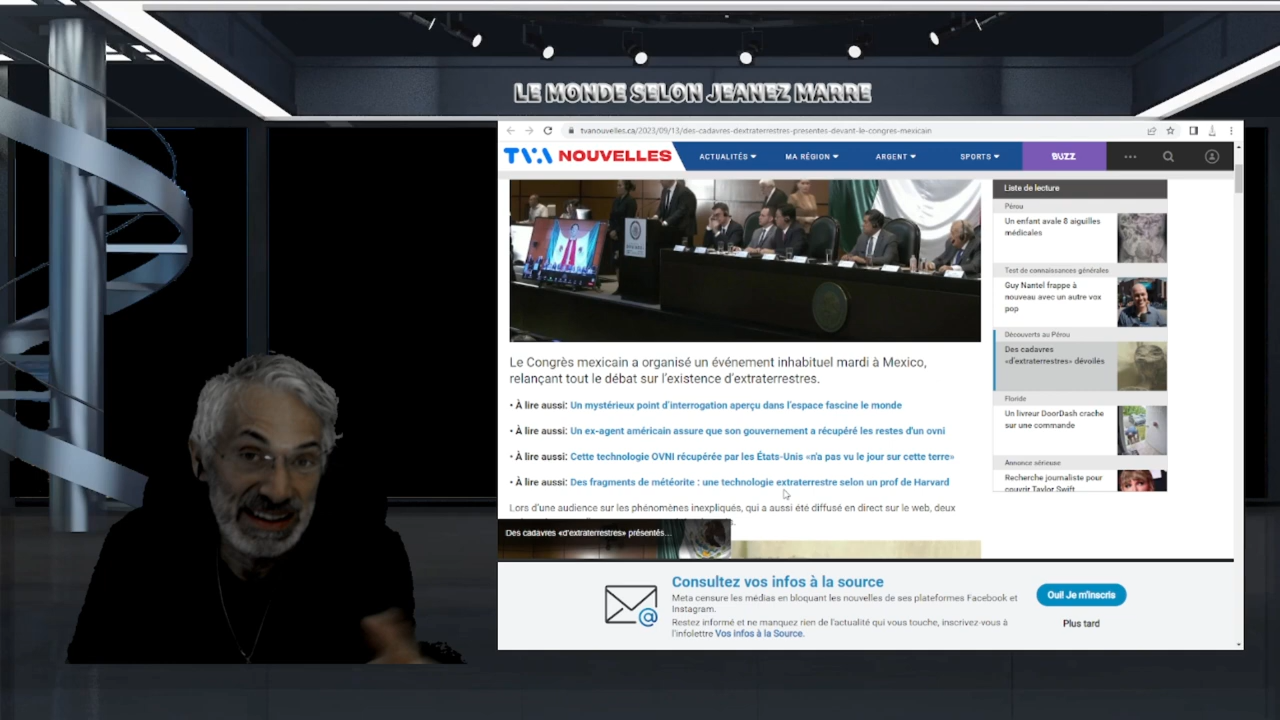 LE MONDE SELON JEANEZ MARRE
tvanouvelles.ca/2023/09/13/des-cadavres-dextraterrestres-presentes-devant-le-congres-mexicain
TVA NOUVELLES
ACTUALITÉS
MA RÉGION
ARGENT
SPORTS
BUZZ
Le Congrès mexicain a organisé un événement inhabituel mardi à Mexico,
relançant tout le débat sur l'existence d'extraterrestres.
• À lire aussi: Un mystérieux point d'interrogation aperçu dans l'espace fascine le monde
• À lire aussi: Un ex-agent américain assure que son gouvernement a récupéré les restes d'un ovni
• À lire aussi: Cette technologie OVNI récupérée par les États-Unis «n'a pas vu le jour sur cette terre»
• À lire aussi: Des fragments de météorite : une technologie extraterrestre selon un prof de Harvard
Lors d'une audience sur les phénomènes inexpliqués, qui a aussi été diffusé en direct sur le web, deux
Des cadavres «d'extraterrestres» présentés...
Liste de lecture
Pérou
Un enfant avale 8 aiguilles
médicales
Test de connaissances générales
Guy Nantel frappe à
nouveau avec un autre vox
pop
Découverts au Pérou
Des cadavres
«d'extraterrestres» dévoilés
Floride
Un livreur DoorDash crache
sur une commande
Annonce sérieuse
Recherche journaliste pour
couvrir Taylor Swift
Consultez vos infos à la source
Meta censure les médias en bloquant les nouvelles de ses plateformes Facebook et
Instagram.
Restez informé et ne manquez rien de l'actualité qui vous touche, inscrivez-vous à
l'infolettre Vos infos à la Source.
Oui! Je m'inscris
Plus tard